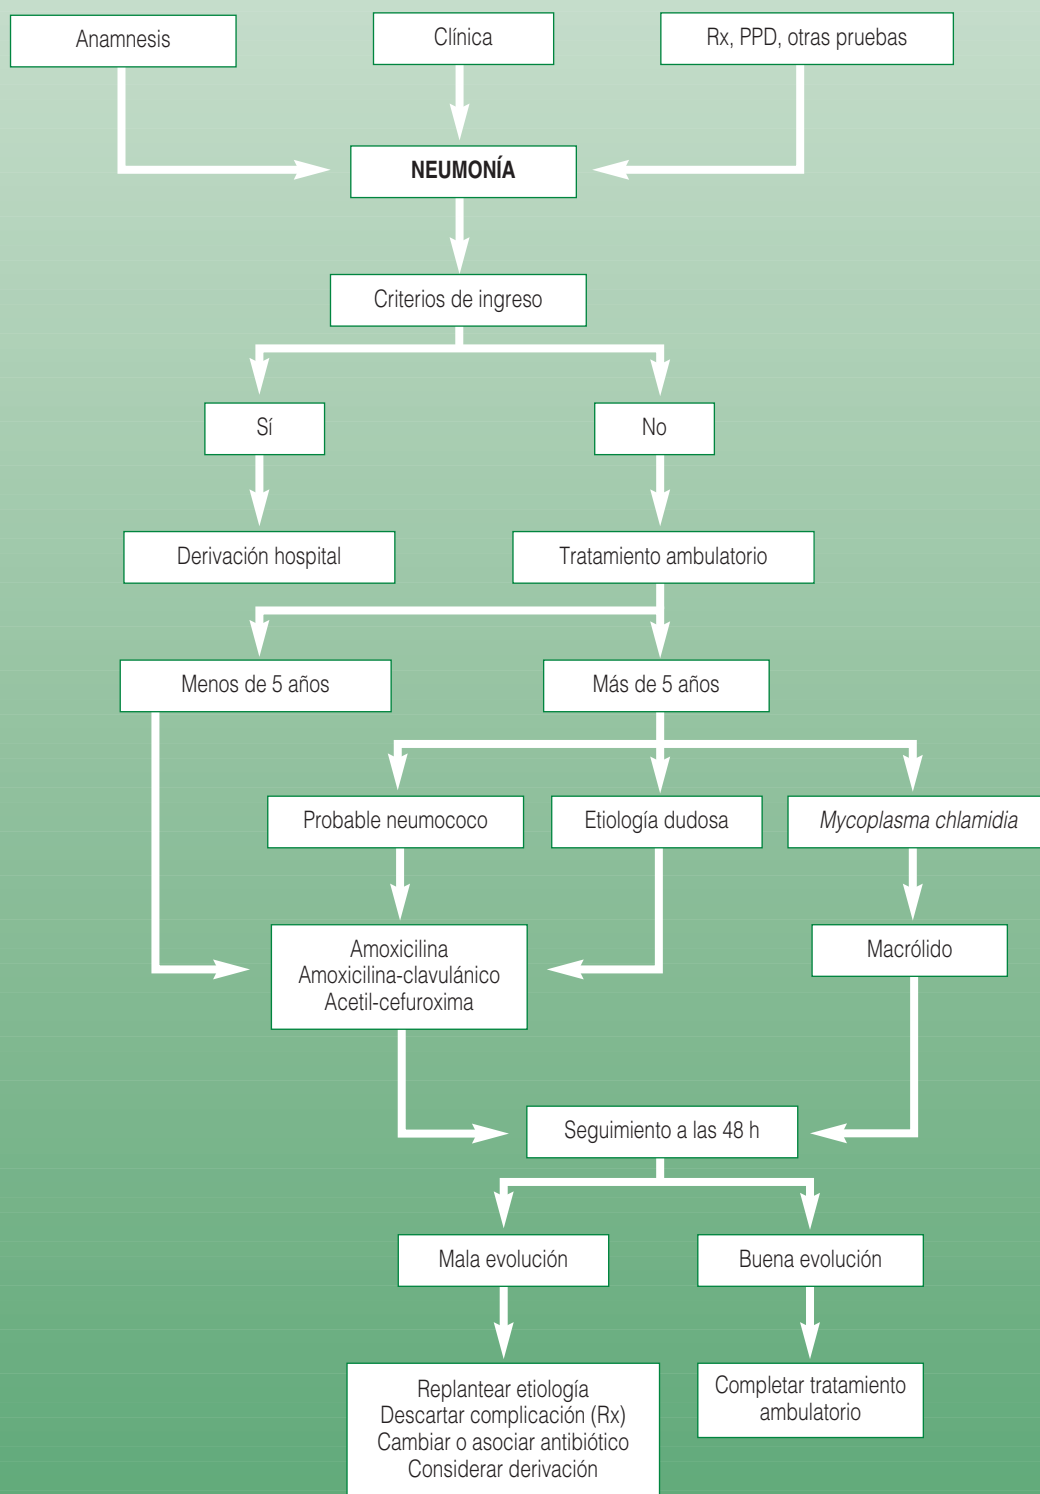 Anamnesis
Clínica
Rx, PPD, otras pruebas
NEUMONÍA
Criterios de ingreso
Sí
No
Derivación hospital
Tratamiento ambulatorio
Menos de 5 años
Más de 5 años
Probable neumococo
Etiología dudosa
Mycoplasma chlamidia
Amoxicilina
Amoxicilina-clavulánico
Acetil-cefuroxima
Macrólido
Seguimiento a las 48 h
Mala evolución
Buena evolución
Replantear etiología
Descartar complicación (Rx)
Cambiar o asociar antibiótico
Considerar derivación
Completar tratamiento
ambulatorio